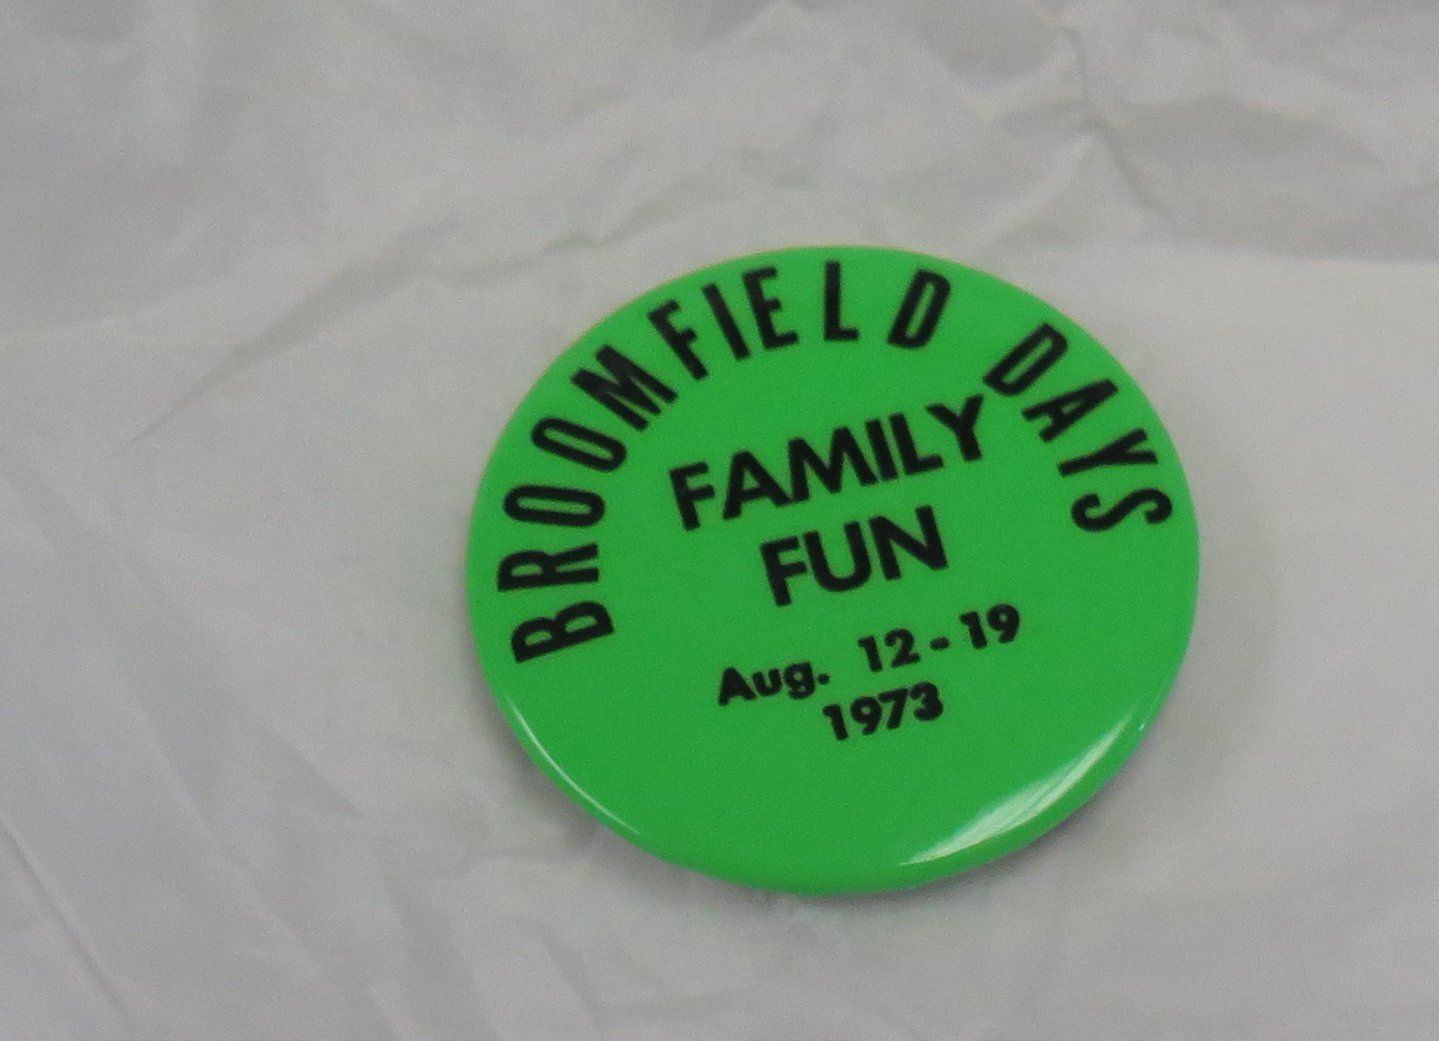 BROOMFIELD DAYS
FAMILY
FUN
Aug. 12-19
1973